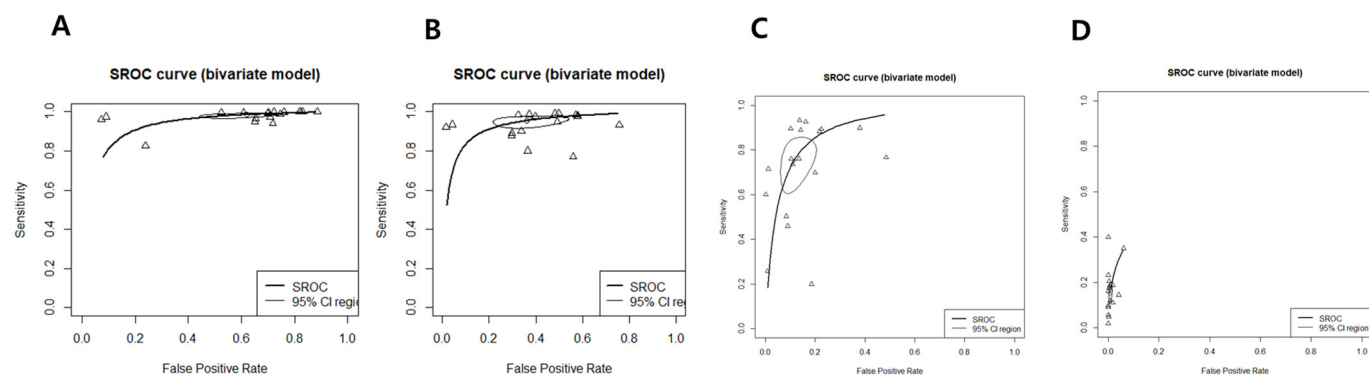 A
SROC curve (bivariate model)
Sensitivity
0.0 0.2 0.4 0.6 0.8 1.0
0.0 0.2 0.4 0.6 0.8 1.0
False Positive Rate
SROC
95% CI regi
B
SROC curve (bivariate model)
Sensitivity
0.0 0.2 0.4 0.6 0.8 1.0
0.0 0.2 0.4 0.6 0.8 1.0
False Positive Rate
SROC
95% CI re
C
SROC curve (bivariate model)
Sensitivity
0.0 0.2 0.4 0.6 0.8 1.0
0.0 0.2 0.4 0.6 0.8 1.0
False Positive Rate
SROC
95% CI region
D
SROC curve (bivariate model)
Sensitivity
0.0 0.2 0.4 0.6 0.8 1.0
0.0 0.2 0.4 0.6 0.8 1.0
False Positive Rate
SROC
95% CI region